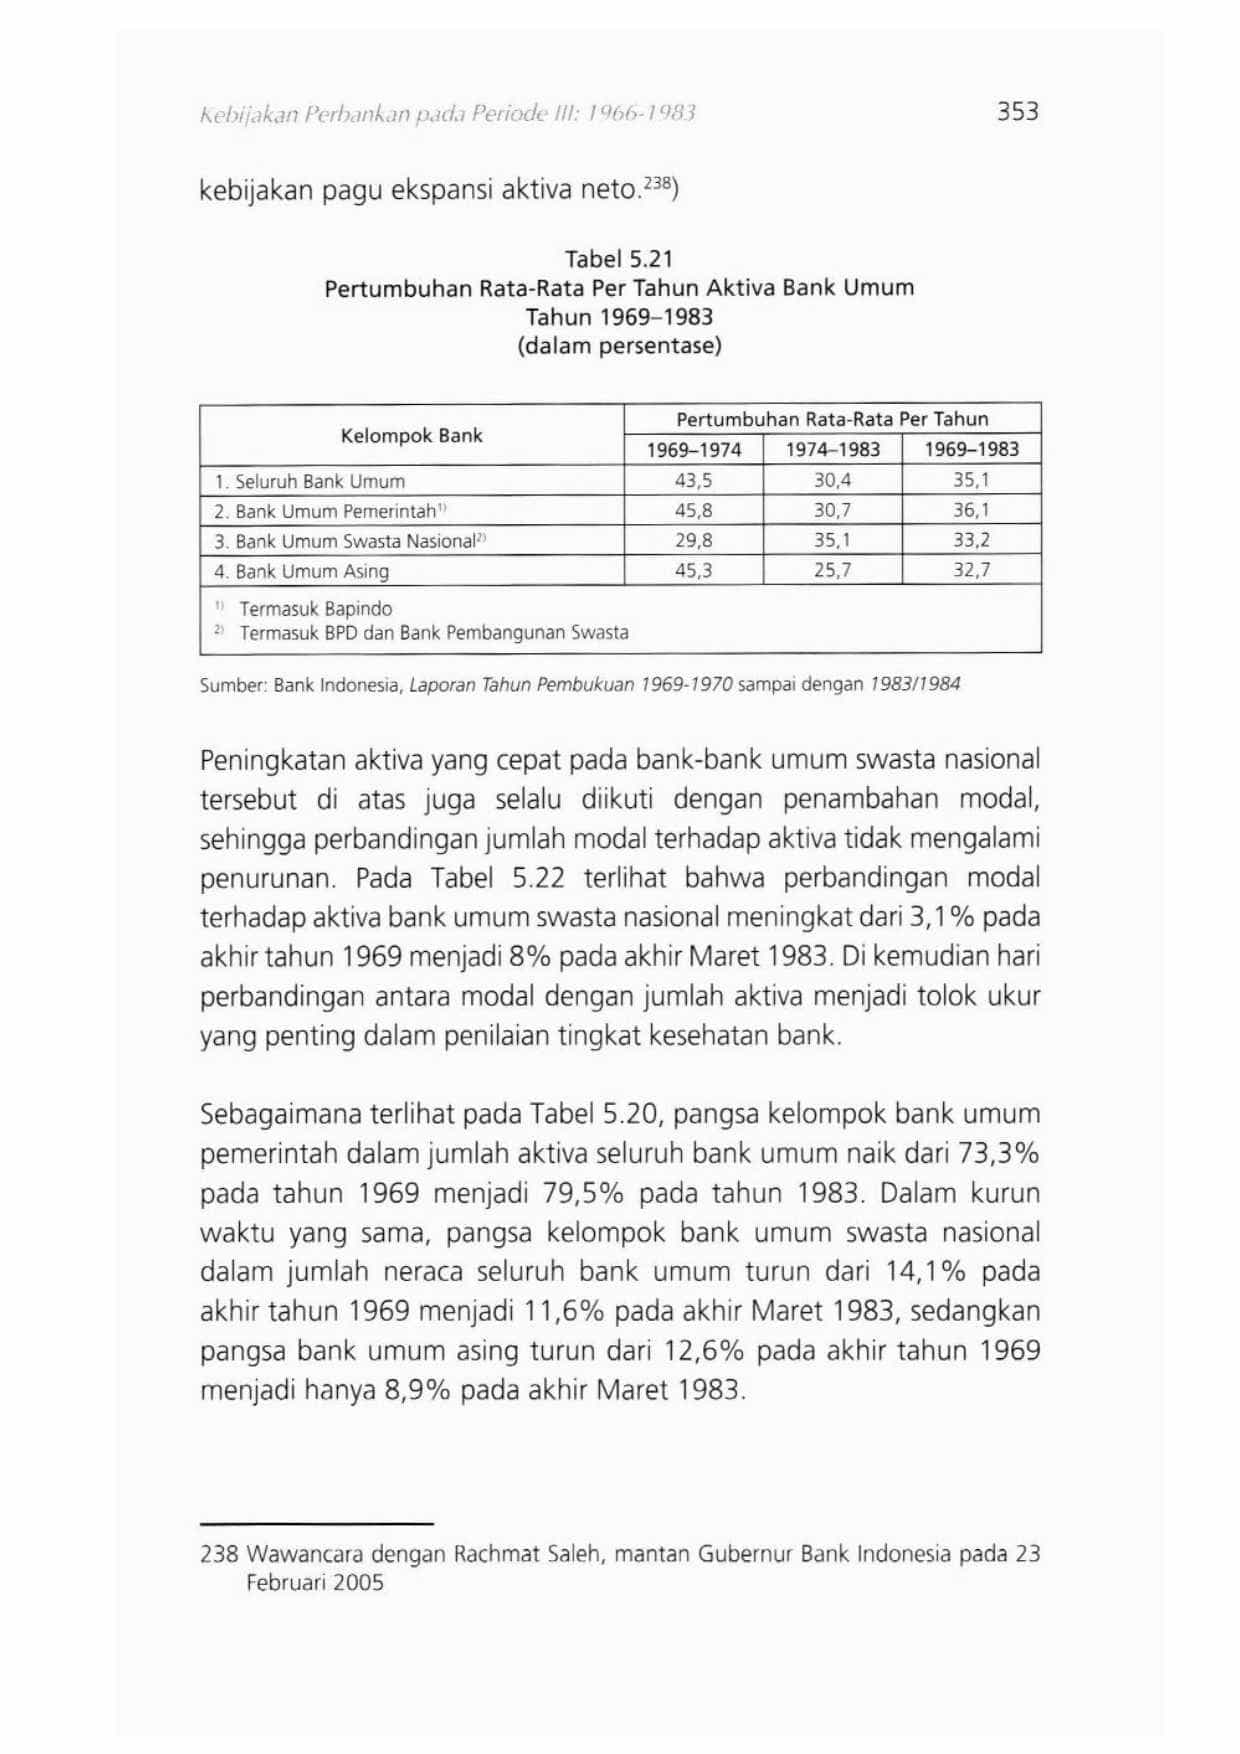 Kebijakan Perbankan pada Periode III: 1966-1983 353
kebijakan pagu ekspansi aktiva neto.²³⁸)
Tabel 5.21
Pertumbuhan Rata-Rata Per Tahun Aktiva Bank Umum
Tahun 1969–1983
(dalam persentase)
Kelompok Bank Pertumbuhan Rata-Rata Per Tahun
1969–1974 1974–1983 1969–1983
1. Seluruh Bank Umum 43,5 30,4 35,1
2. Bank Umum Pemerintah¹⁾ 45,8 30,7 36,1
3. Bank Umum Swasta Nasional²⁾ 29,8 35,1 33,2
4. Bank Umum Asing 45,3 25,7 32,7
¹⁾ Termasuk Bapindo
²⁾ Termasuk BPD dan Bank Pembangunan Swasta
Sumber: Bank Indonesia, Laporan Tahun Pembukuan 1969-1970 sampai dengan 1983/1984
Peningkatan aktiva yang cepat pada bank-bank umum swasta nasional
tersebut di atas juga selalu diikuti dengan penambahan modal,
sehingga perbandingan jumlah modal terhadap aktiva tidak mengalami
penurunan. Pada Tabel 5.22 terlihat bahwa perbandingan modal
terhadap aktiva bank umum swasta nasional meningkat dari 3,1% pada
akhir tahun 1969 menjadi 8% pada akhir Maret 1983. Di kemudian hari
perbandingan antara modal dengan jumlah aktiva menjadi tolok ukur
yang penting dalam penilaian tingkat kesehatan bank.
Sebagaimana terlihat pada Tabel 5.20, pangsa kelompok bank umum
pemerintah dalam jumlah aktiva seluruh bank umum naik dari 73,3%
pada tahun 1969 menjadi 79,5% pada tahun 1983. Dalam kurun
waktu yang sama, pangsa kelompok bank umum swasta nasional
dalam jumlah neraca seluruh bank umum turun dari 14,1% pada
akhir tahun 1969 menjadi 11,6% pada akhir Maret 1983, sedangkan
pangsa bank umum asing turun dari 12,6% pada akhir tahun 1969
menjadi hanya 8,9% pada akhir Maret 1983.
238 Wawancara dengan Rachmat Saleh, mantan Gubernur Bank Indonesia pada 23
Februari 2005